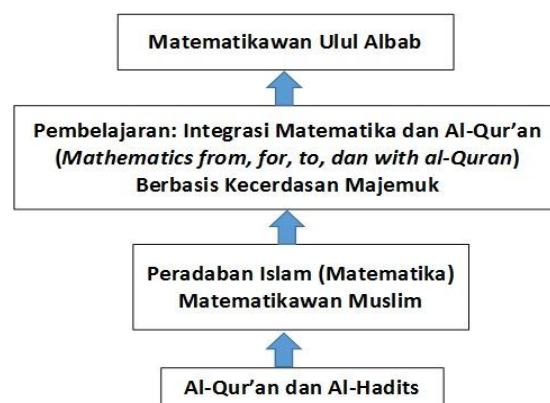 Matematikawan Ulul Albab
Pembelajaran: Integrasi Matematika dan Al-Qur'an
(Mathematics from, for, to, dan with al-Quran)
Berbasis Kecerdasan Majemuk
Peradaban Islam (Matematika)
Matematikawan Muslim
Al-Qur'an dan Al-Hadits